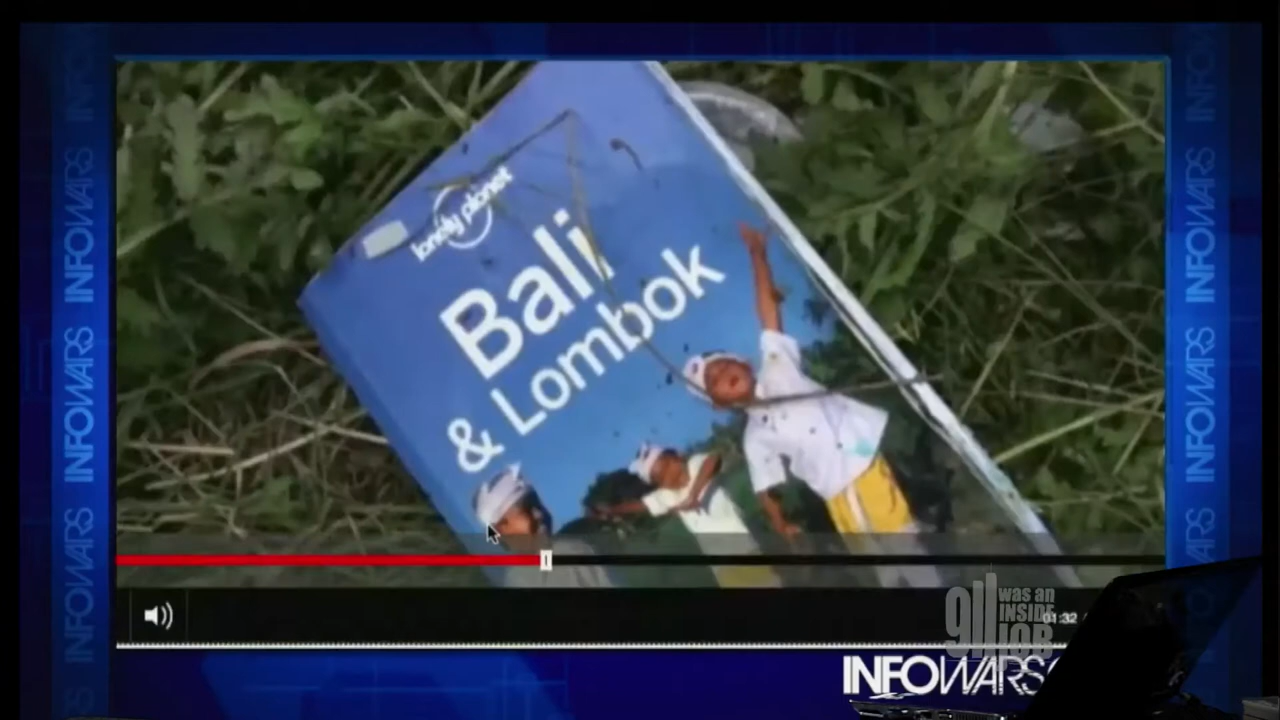 lonely planet
Bali
& Lombok
01:32
911
WAS AN
INSIDE
JOB
INFOWARS
INFOWARS
INFOWARS
INFOWARS
INFOWARS
INFOWARS
INFOWARS